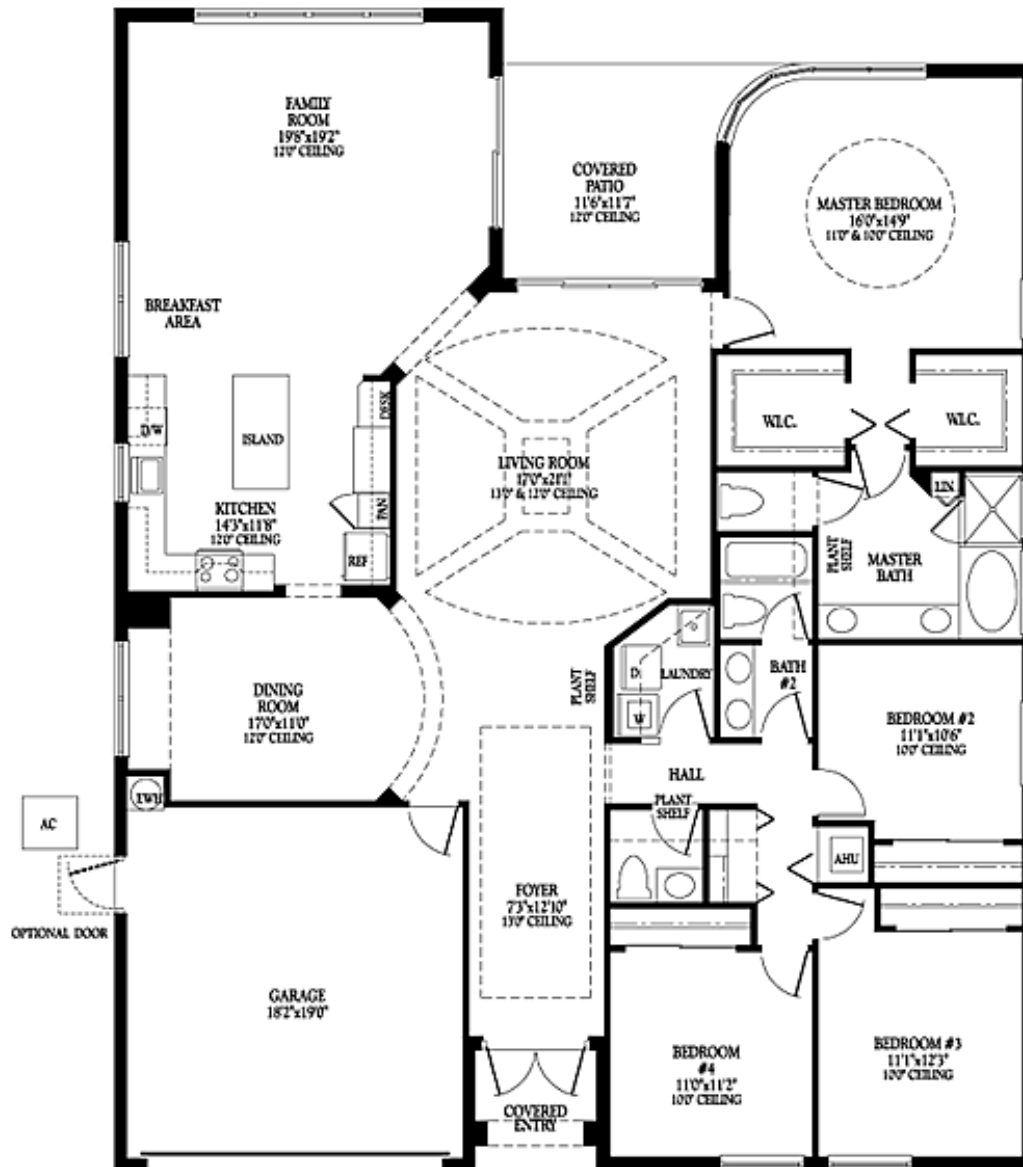 FAMILY
ROOM
19'8"x19'2"
12'0" CEILING
COVERED
PATIO
11'6"x11'7"
12'0" CEILING
MASTER BEDROOM
16'0"x14'9"
11'0" & 10'0" CEILING
BREAKFAST
AREA
D/W
ISLAND
DESK
PAN
REF
KITCHEN
14'3"x11'8"
12'0" CEILING
LIVING ROOM
17'0"x21'1"
13'0" & 12'0" CEILING
W.I.C.
W.I.C.
LIN
PLANT
SHELF
MASTER
BATH
DINING
ROOM
17'0"x11'0"
12'0" CEILING
PLANT
SHELF
D
LAUNDRY
W
BATH
#2
BEDROOM #2
11'1"x10'6"
10'0" CEILING
HALL
PLANT
SHELF
AHU
AC
EWH
OPTIONAL DOOR
FOYER
7'3"x12'10"
13'0" CEILING
GARAGE
18'2"x19'0"
BEDROOM
#4
11'0"x11'2"
10'0" CEILING
BEDROOM #3
11'1"x12'3"
10'0" CEILING
COVERED
ENTRY